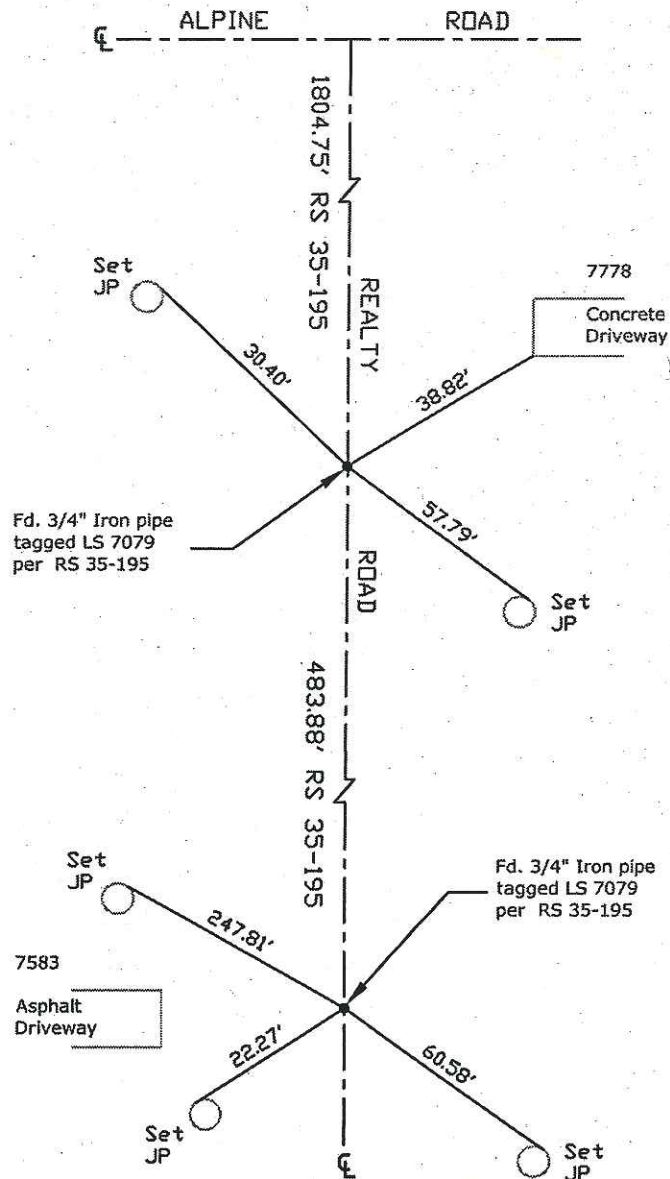 ℄ ALPINE ROAD
1804.75' RS 35-195
REALTY
Set
JP
7778
Concrete
Driveway
30.40'
38.82'
Fd. 3/4" Iron pipe
tagged LS 7079
per RS 35-195
57.79'
ROAD
Set
JP
483.88' RS 35-195
Set
JP
Fd. 3/4" Iron pipe
tagged LS 7079
per RS 35-195
247.81'
7583
Asphalt
Driveway
22.27'
60.58'
Set
JP
Set
JP
℄